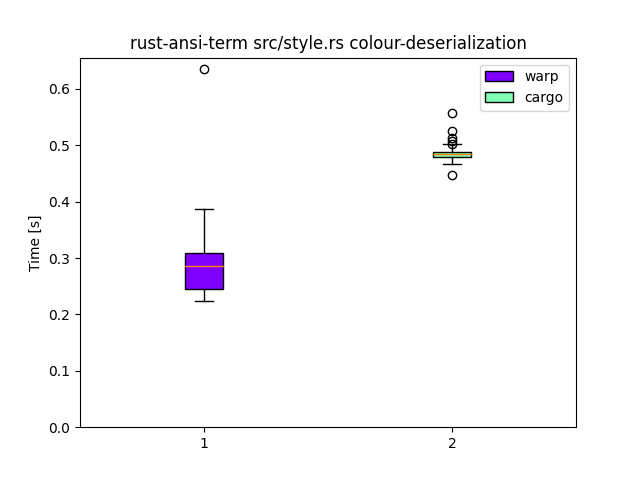 rust-ansi-term src/style.rs colour-deserialization
warp
cargo
Time [s]
0.6
0.5
0.4
0.3
0.2
0.1
0.0
1
2